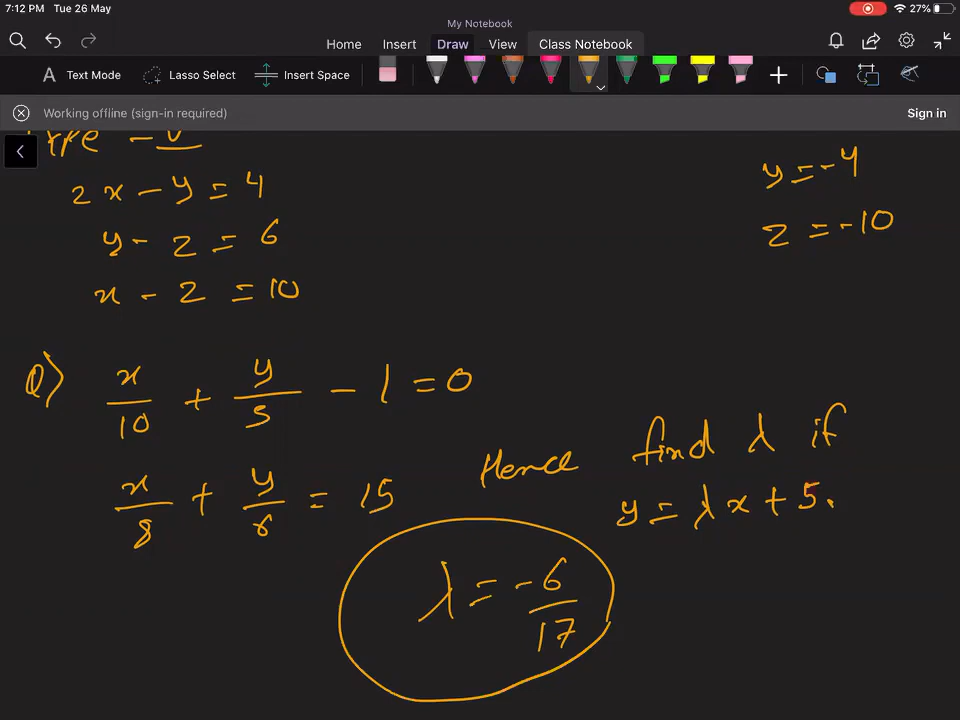 7:12 PM Tue 26 May
27%
My Notebook
Home Insert Draw View Class Notebook
A Text Mode Lasso Select Insert Space
Working offline (sign-in required) Sign in
Type - V
2x - y = 4
y - z = 6
x - z = 10
y = -4
z = -10
Q) x/10 + y/5 - 1 = 0
x/8 + y/6 = 15
Hence find λ if
y = λx + 5.
λ = -6/17